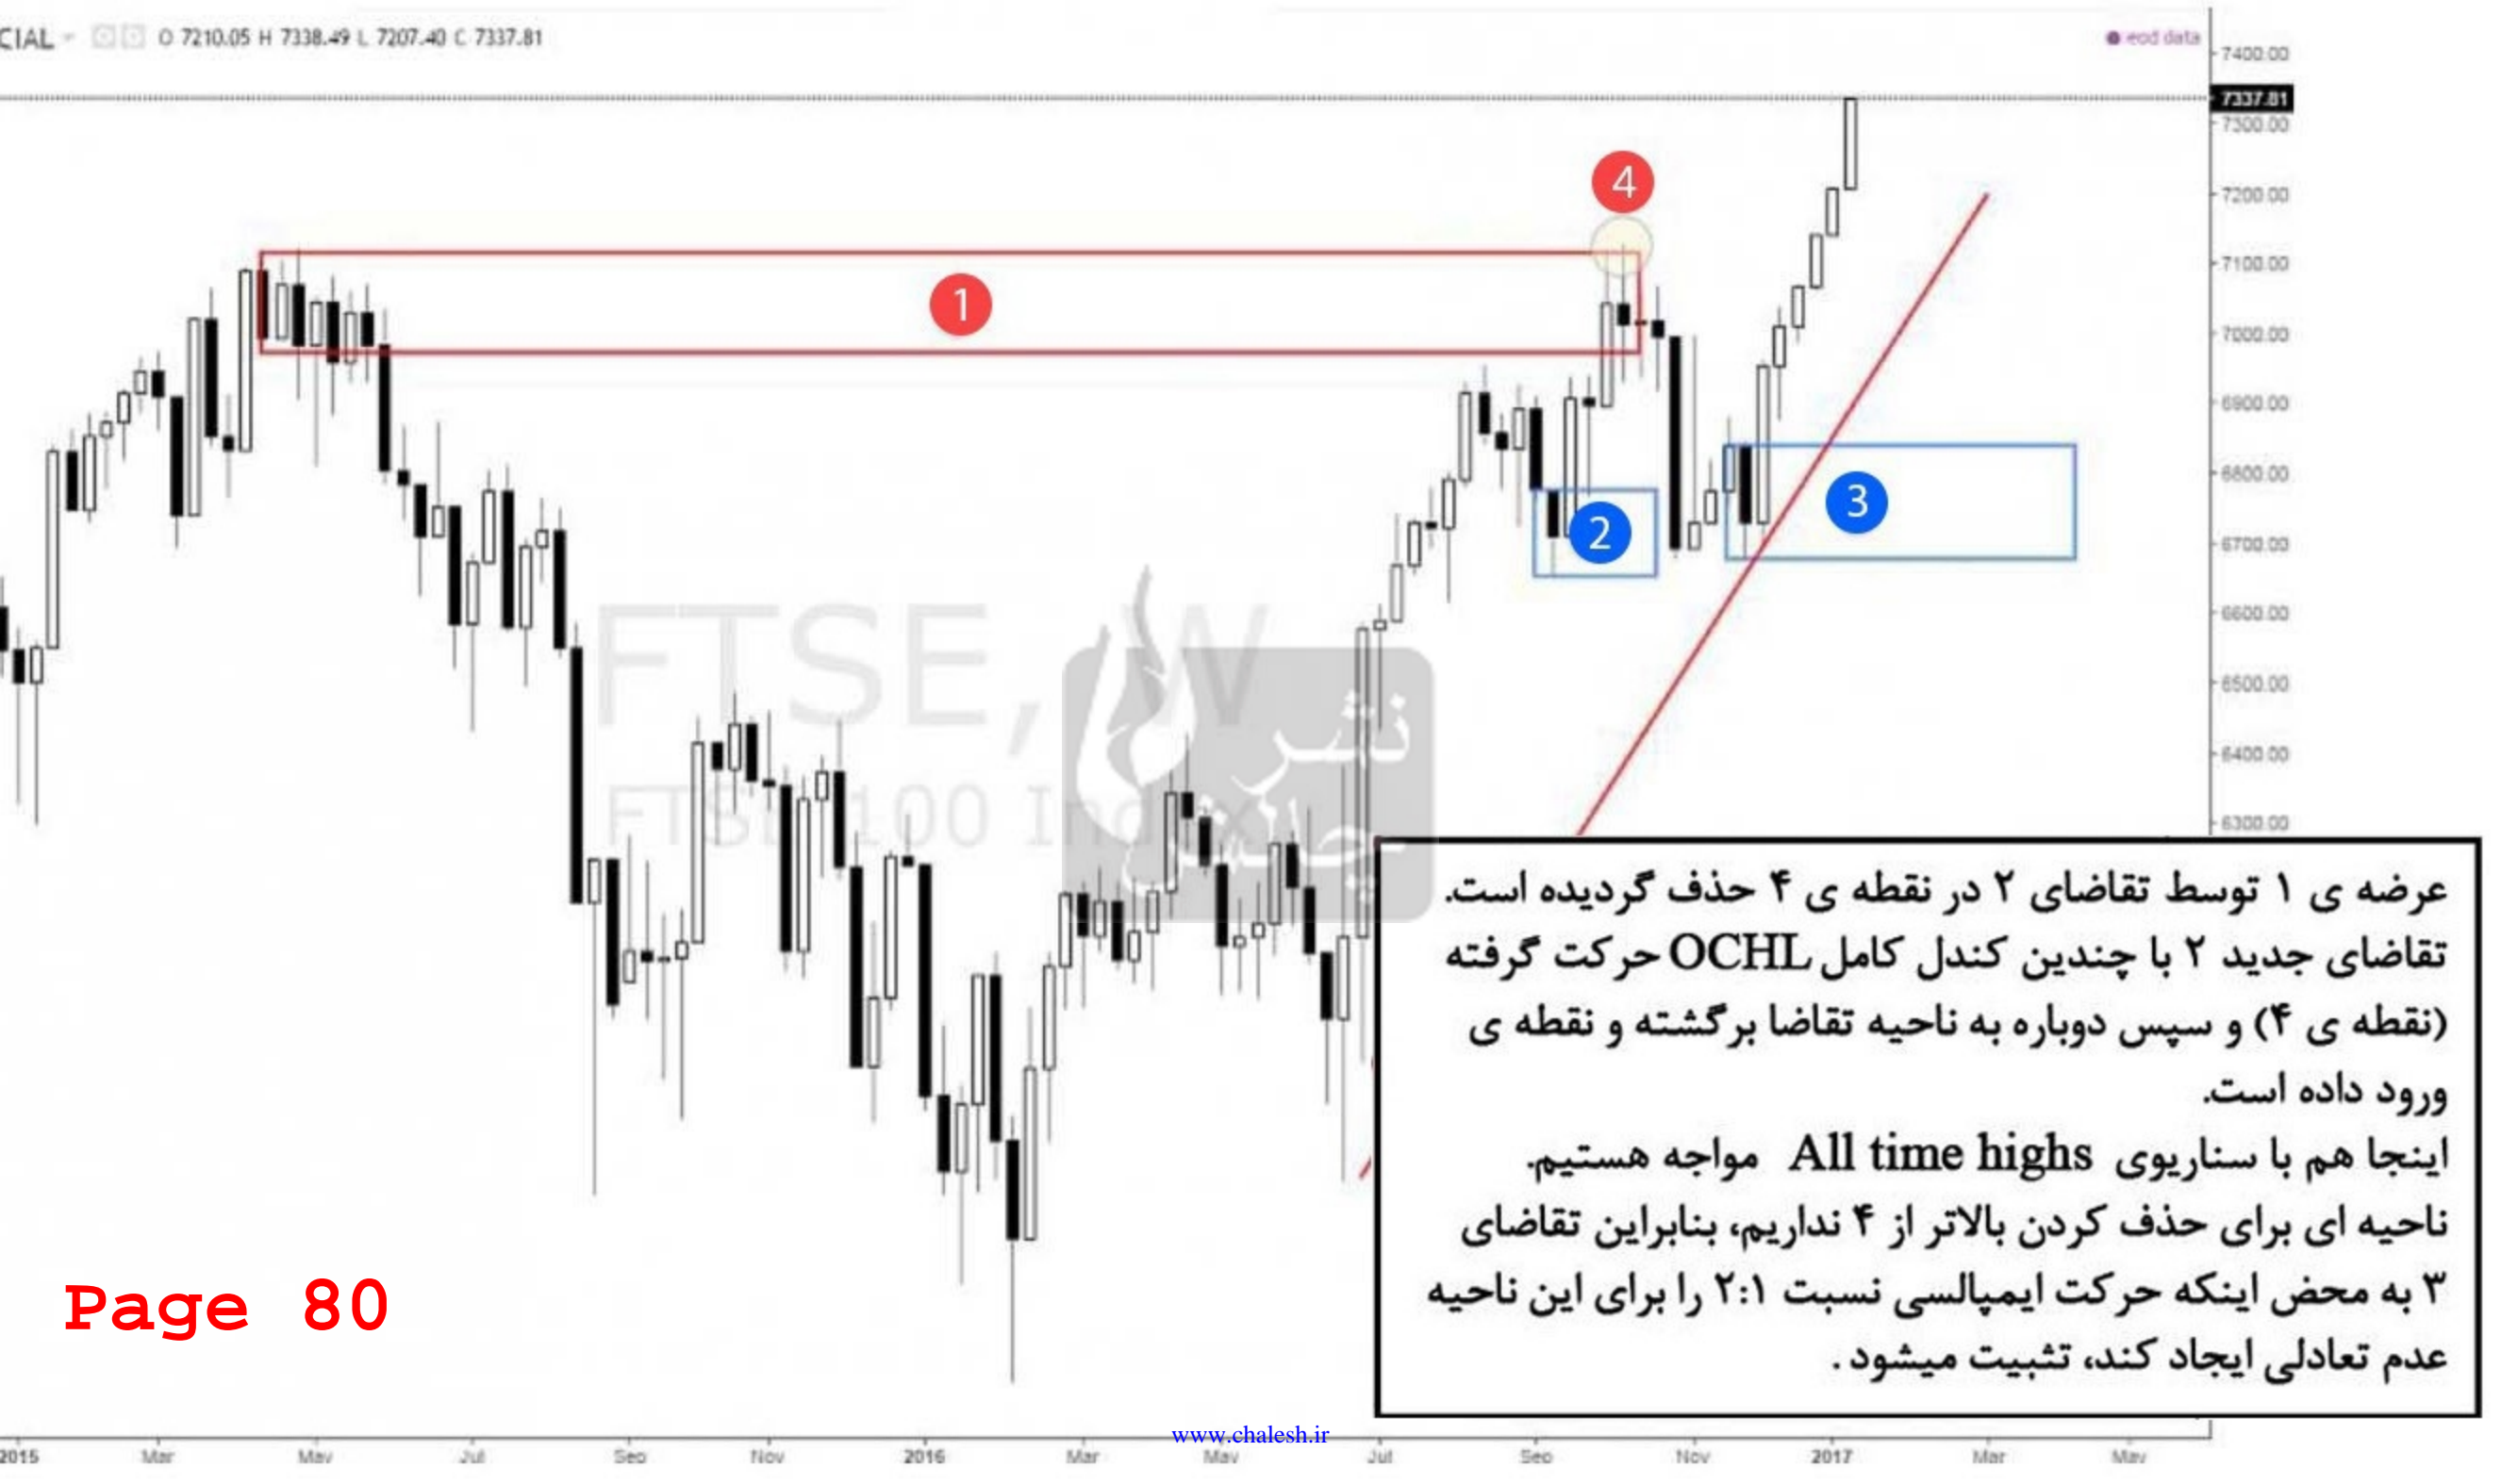 CIAL O 7210.05 H 7338.49 L 7207.40 C 7337.81
eod data
7400.00
7337.81
7300.00
7200.00
7100.00
7000.00
6900.00
6800.00
6700.00
6600.00
6500.00
6400.00
6300.00
4
1
2
3
FTSE, W
FTSE 100 Index
نشر
چالش
عرضه ی ۱ توسط تقاضای ۲ در نقطه ی ۴ حذف گردیده است.
تقاضای جدید ۲ با چندین کندل کامل OCHL حرکت گرفته
(نقطه ی ۴) و سپس دوباره به ناحیه تقاضا برگشته و نقطه ی
ورود داده است.
اینجا هم با سناریوی All time highs مواجه هستیم.
ناحیه ای برای حذف کردن بالاتر از ۴ نداریم، بنابراین تقاضای
۳ به محض اینکه حرکت ایمپالسی نسبت ۲:۱ را برای این ناحیه
عدم تعادلی ایجاد کند، تثبیت میشود .
Page 80
www.chalesh.ir
2015 Mar May Jul Sep Nov 2016 Mar May Jul Sep Nov 2017 Mar May